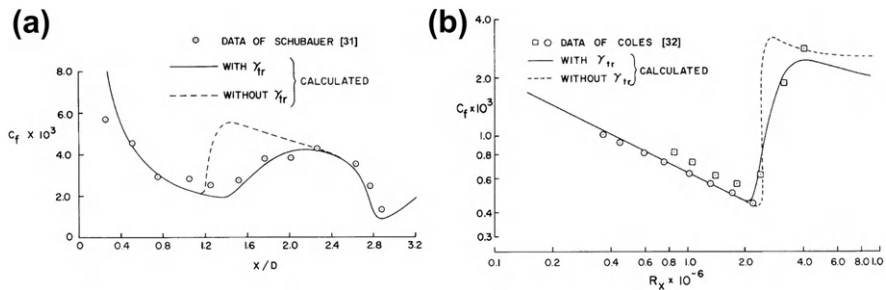 (a)
DATA OF SCHUBAUER [31]
WITH γtr
WITHOUT γtr
CALCULATED
8.0
6.0
4.0
2.0
0
Cf × 10³
0 0.4 0.8 1.2 1.6 2.0 2.4 2.8 3.2
X/D
(b)
DATA OF COLES [32]
WITH γtr
WITHOUT γtr
CALCULATED
4.0
2.0
1.0
0.8
0.6
0.4
0.3
Cf × 10³
0.1 0.2 0.4 0.6 0.8 1.0 2.0 4.0 6.0 8.0 1.0
Rx × 10⁻⁶